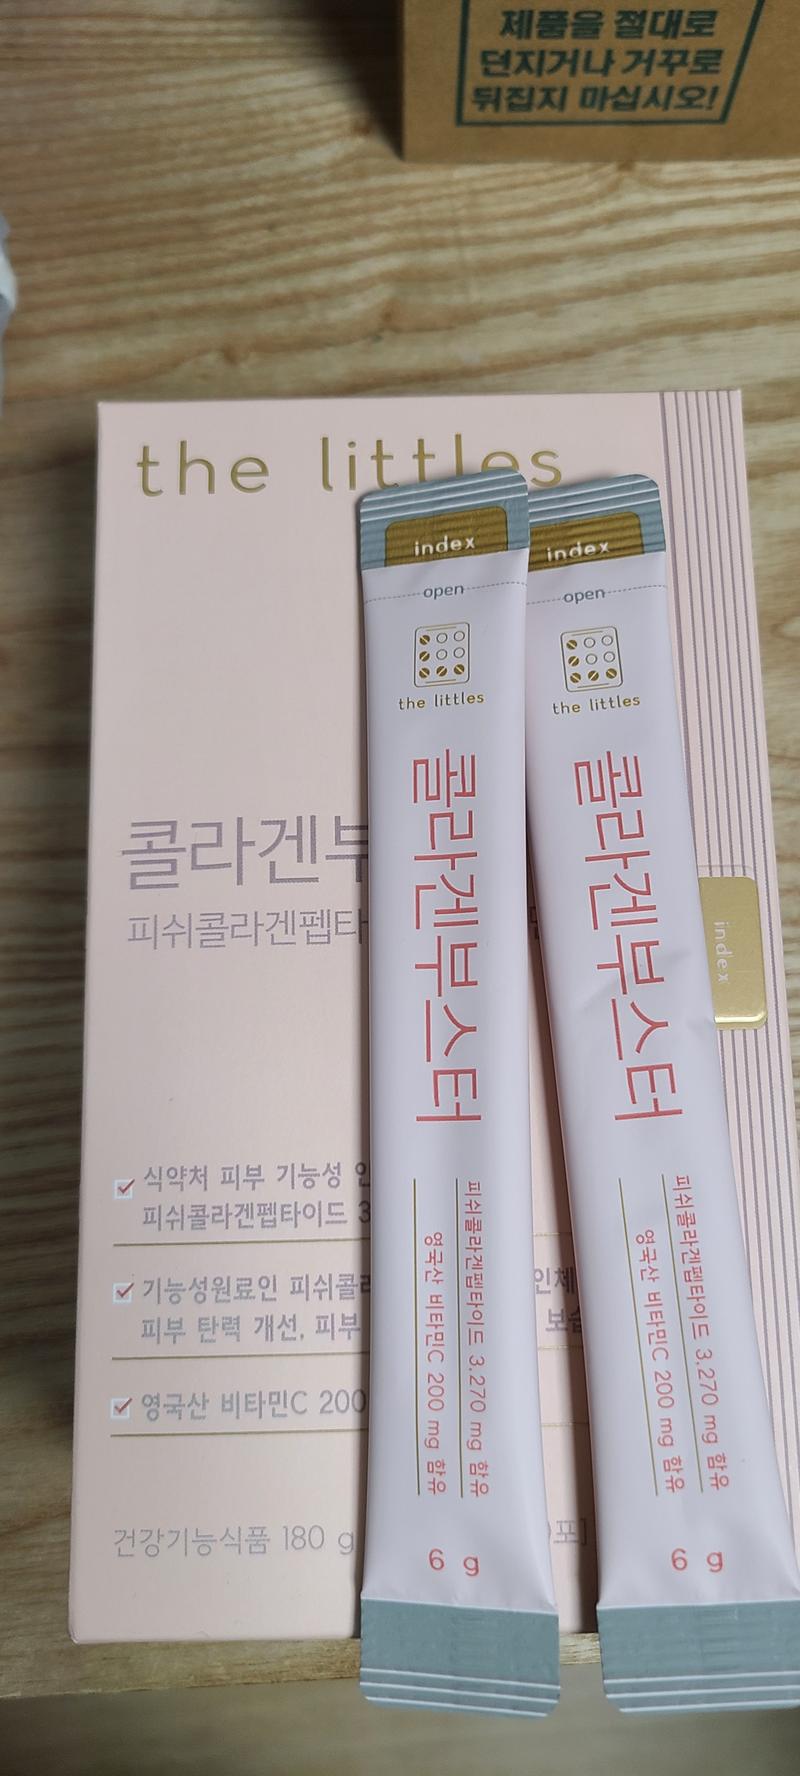 제품을 절대로
던지거나 거꾸로
뒤집지 마십시오!
the littles
콜라겐부
피쉬콜라겐펩타
식약처 피부 기능성
피쉬콜라겐펩타이드 3
기능성원료인 피쉬콜라
인체
피부 탄력 개선, 피부
보습
영국산 비타민C 200
건강기능식품 180 g
포]
index
index
open
the littles
콜라겐부스터
피쉬콜라겐펩타이드 3,270 mg 함유
영국산 비타민C 200 mg 함유
6 g
index
open
the littles
콜라겐부스터
피쉬콜라겐펩타이드 3,270 mg 함유
영국산 비타민C 200 mg 함유
6 g